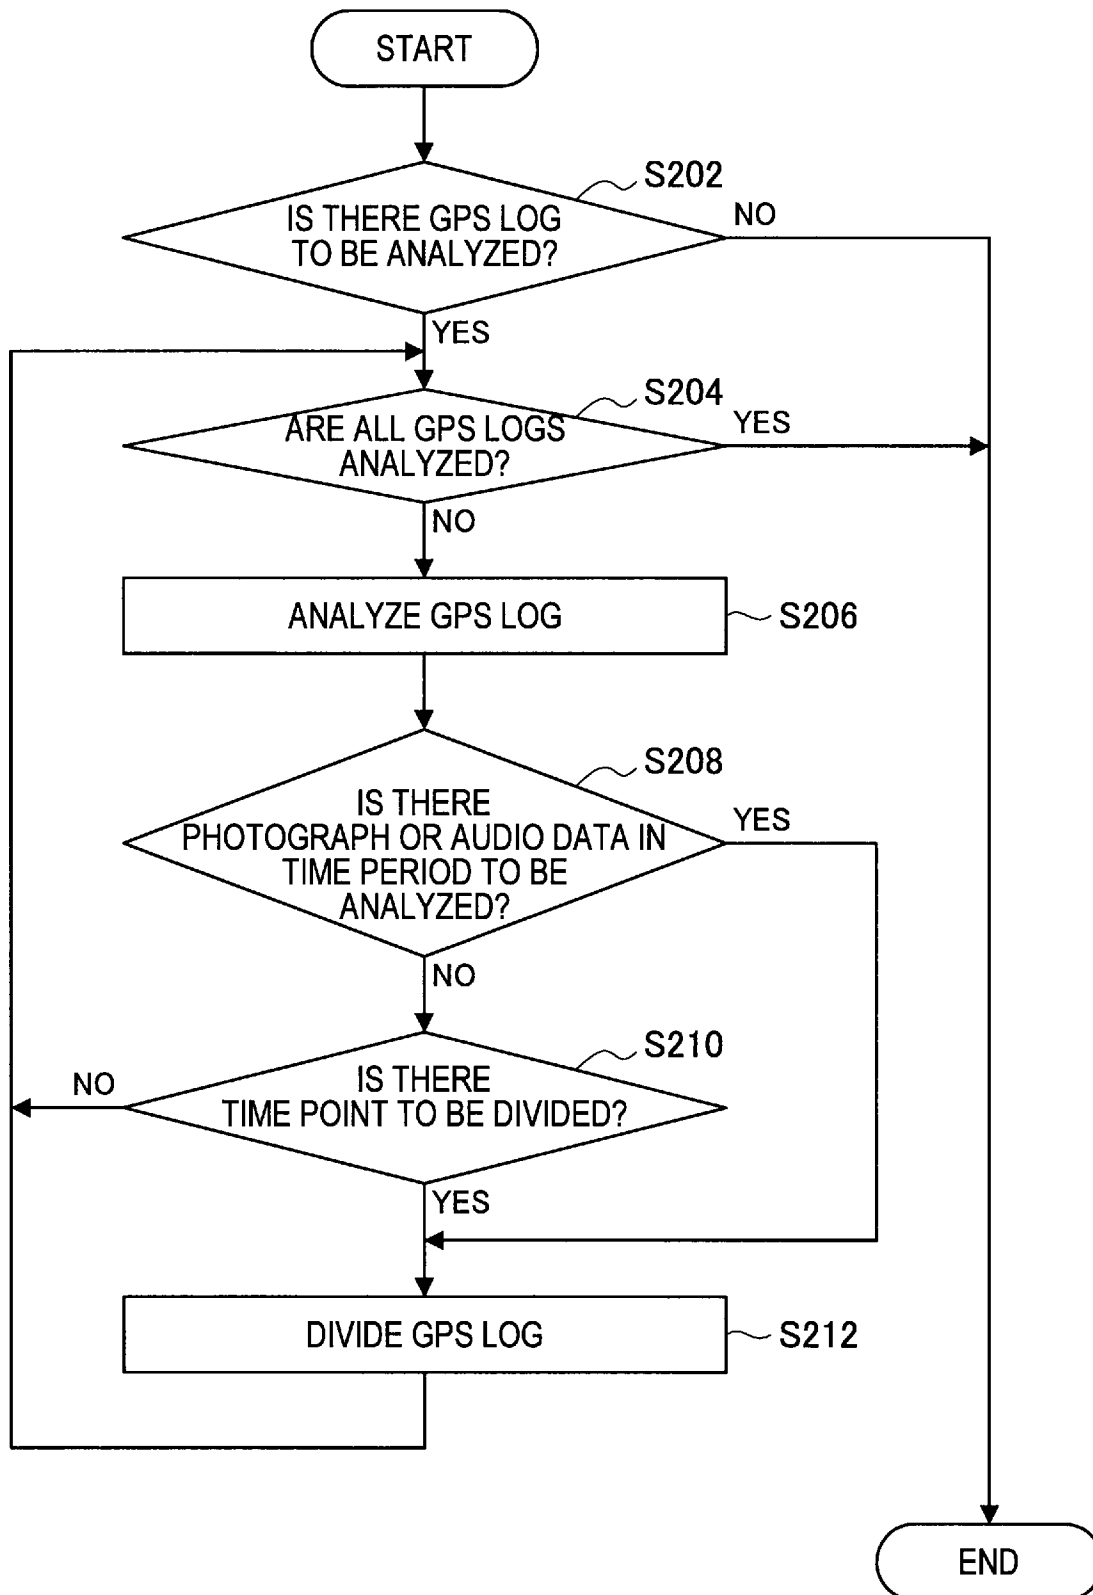 START
S202
IS THERE GPS LOG
TO BE ANALYZED?
NO
YES
S204
ARE ALL GPS LOGS
ANALYZED?
YES
NO
ANALYZE GPS LOG
S206
S208
IS THERE
PHOTOGRAPH OR AUDIO DATA IN
TIME PERIOD TO BE
ANALYZED?
YES
NO
S210
IS THERE
TIME POINT TO BE DIVIDED?
NO
YES
DIVIDE GPS LOG
S212
END